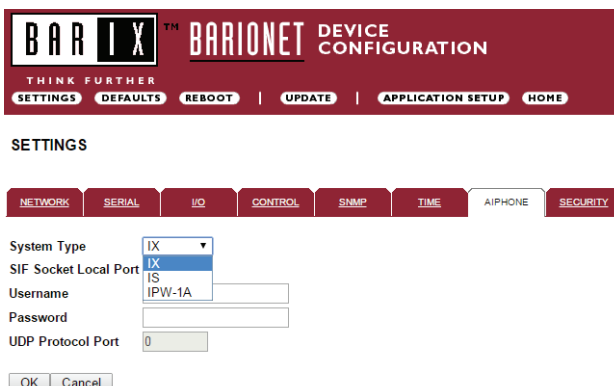 BARIX™ BARIONET DEVICE CONFIGURATION
THINK FURTHER
SETTINGS DEFAULTS REBOOT | UPDATE | APPLICATION SETUP HOME
SETTINGS
NETWORK SERIAL I/O CONTROL SNMP TIME AIPHONE SECURITY
System Type IX ▼
IX
SIF Socket Local Port
IS
Username
IPW-1A
Password
UDP Protocol Port 0
OK Cancel